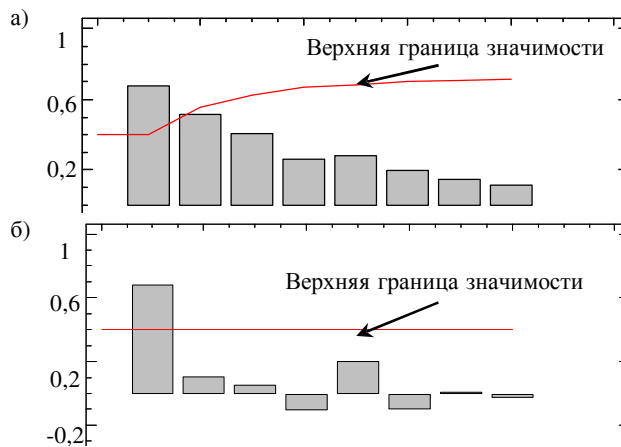 а)
1
Верхняя граница значимости
0,6
0,2
б)
1
Верхняя граница значимости
0,6
0,2
-0,2